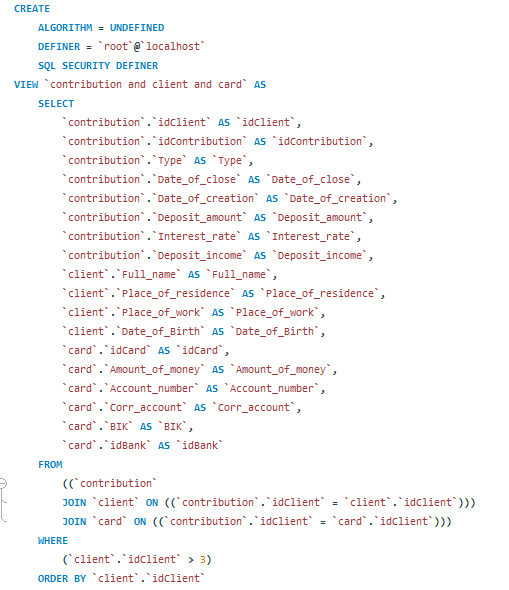 CREATE
ALGORITHM = UNDEFINED
DEFINER = `root`@`localhost`
SQL SECURITY DEFINER
VIEW `contribution and client and card` AS
SELECT
`contribution`.`idClient` AS `idClient`,
`contribution`.`idContribution` AS `idContribution`,
`contribution`.`Type` AS `Type`,
`contribution`.`Date_of_close` AS `Date_of_close`,
`contribution`.`Date_of_creation` AS `Date_of_creation`,
`contribution`.`Deposit_amount` AS `Deposit_amount`,
`contribution`.`Interest_rate` AS `Interest_rate`,
`contribution`.`Deposit_income` AS `Deposit_income`,
`client`.`Full_name` AS `Full_name`,
`client`.`Place_of_residence` AS `Place_of_residence`,
`client`.`Place_of_work` AS `Place_of_work`,
`client`.`Date_of_Birth` AS `Date_of_Birth`,
`card`.`idCard` AS `idCard`,
`card`.`Amount_of_money` AS `Amount_of_money`,
`card`.`Account_number` AS `Account_number`,
`card`.`Corr_account` AS `Corr_account`,
`card`.`BIK` AS `BIK`,
`card`.`idBank` AS `idBank`
FROM
((`contribution`
JOIN `client` ON ((`contribution`.`idClient` = `client`.`idClient`)))
JOIN `card` ON ((`contribution`.`idClient` = `card`.`idClient`)))
WHERE
(`client`.`idClient` > 3)
ORDER BY `client`.`idClient`